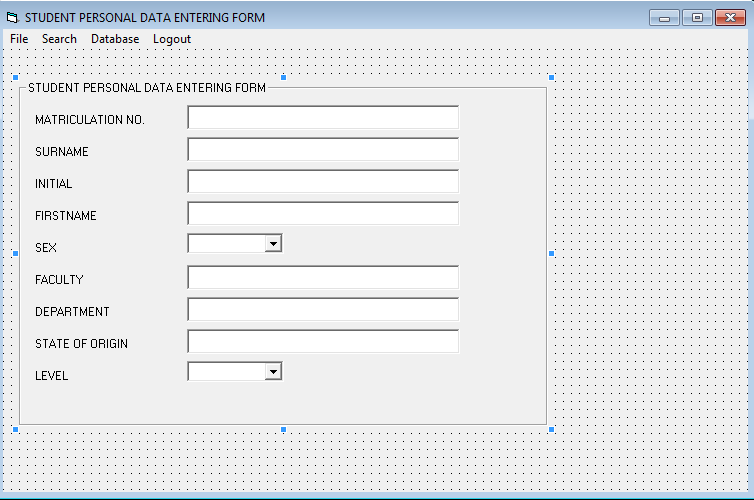 STUDENT PERSONAL DATA ENTERING FORM
File Search Database Logout
STUDENT PERSONAL DATA ENTERING FORM
MATRICULATION NO.
SURNAME
INITIAL
FIRSTNAME
SEX
FACULTY
DEPARTMENT
STATE OF ORIGIN
LEVEL